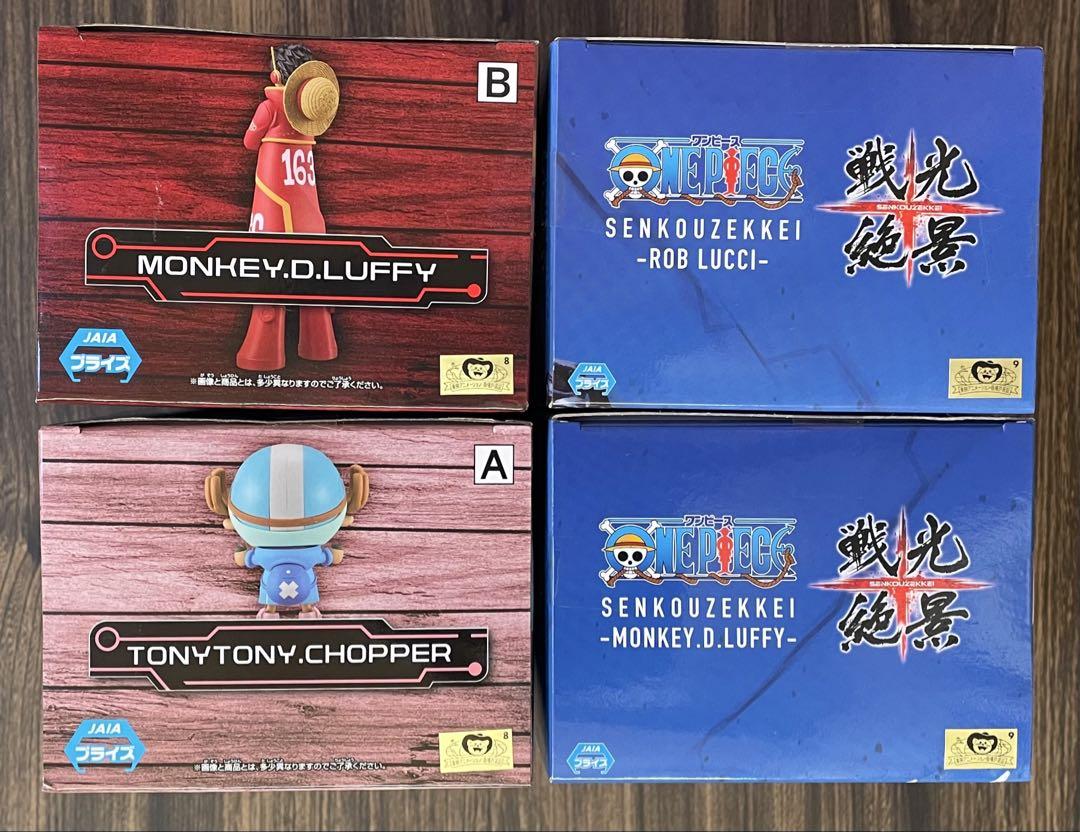 B
163
MONKEY.D.LUFFY
JAIA
プライズ
※画像と商品とは、多少異なりますのでご了承ください。
8
ワンピース
ONE PIECE
SENKOUZEKKEI
-ROB LUCCI-
戦光
SENKOUZEKKEI
絶景
JAIA
プライズ
9
A
TONYTONY.CHOPPER
JAIA
プライズ
※画像と商品とは、多少異なりますのでご了承ください。
8
ワンピース
ONE PIECE
SENKOUZEKKEI
-MONKEY.D.LUFFY-
戦光
SENKOUZEKKEI
絶景
JAIA
プライズ
9